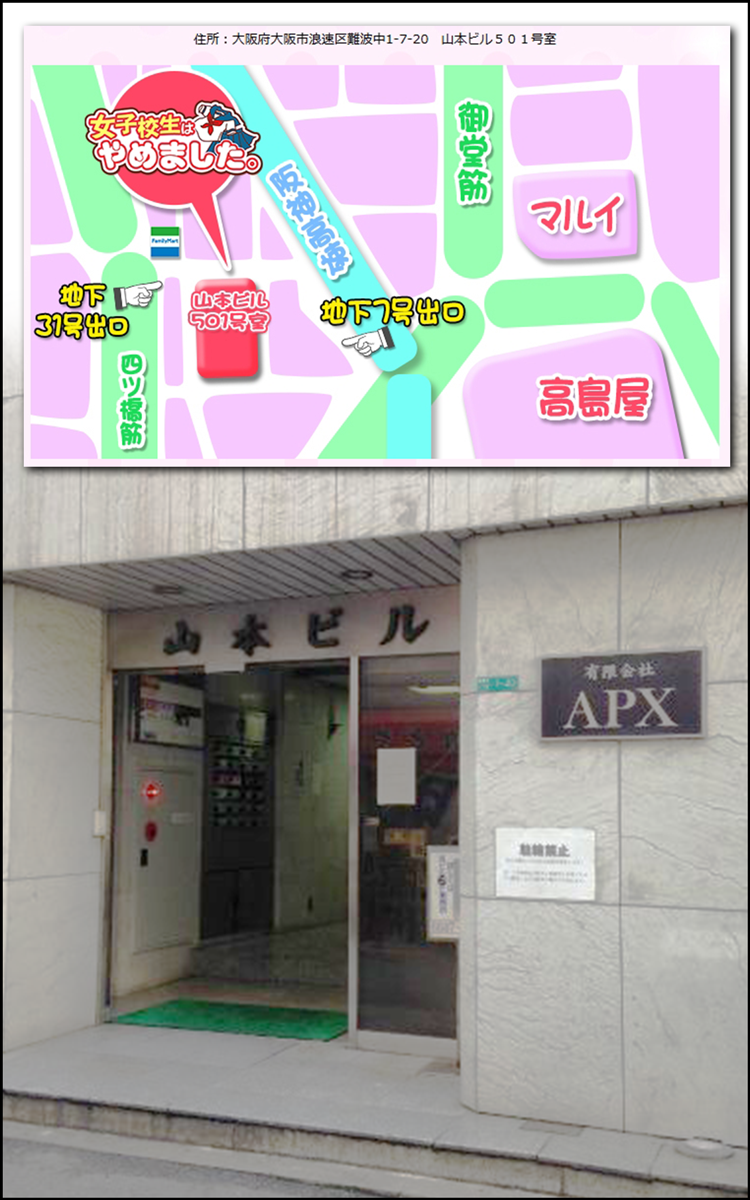 住所：大阪府大阪市浪速区難波中1-7-20　山本ビル５０１号室
女子校生は
やめました。
御堂筋
阪神高速
マルイ
FamilyMart
地下
31号出口
山本ビル
501号室
地下7号出口
四ツ橋筋
高島屋
山本ビル
有限会社
APX
1-7-20
駐輪禁止